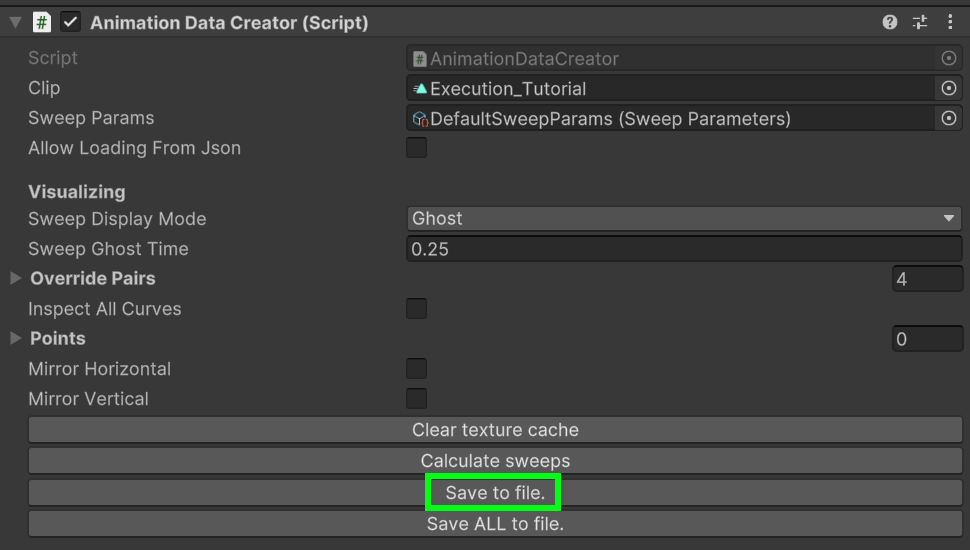 Animation Data Creator (Script)
Script AnimationDataCreator
Clip Execution_Tutorial
Sweep Params DefaultSweepParams (Sweep Parameters)
Allow Loading From Json
Visualizing
Sweep Display Mode Ghost
Sweep Ghost Time 0.25
Override Pairs 4
Inspect All Curves
Points 0
Mirror Horizontal
Mirror Vertical
Clear texture cache
Calculate sweeps
Save to file.
Save ALL to file.